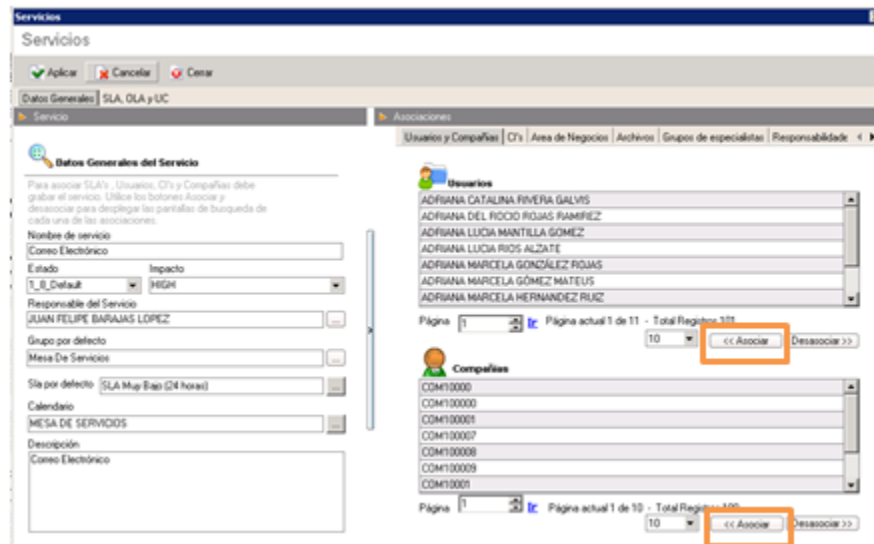 Servicios
Servicios
Aplicar Cancelar Cerrar
Datos Generales SLA, OLA y UC
Servicio
Datos Generales del Servicio
Para asociar SLA's , Usuarios, CI's y Compañias debe
grabar el servicio. Utilice los botones Asociar y
desasociar para desplegar las pantallas de busqueda de
cada una de las asociaciones.
Nombre de servicio
Correo Electrónico
Estado Impacto
1_8_Default HIGH
Responsable del Servicio
JUAN FELIPE BARAJAS LOPEZ
...
Grupo por defecto
Mesa De Servicios
...
Sla por defecto SLA Muy Bajo (24 horas) ...
Calendario
MESA DE SERVICIOS
...
Descripción
Correo Electrónico
Asociaciones
Usuarios y Compañias CI's Area de Negocios Archivos Grupos de especialistas Responsabilidade
Usuarios
ADRIANA CATALINA RIVERA GALVIS
ADRIANA DEL ROCIO ROJAS RAMIREZ
ADRIANA LUCIA MANTILLA GOMEZ
ADRIANA LUCIA RIOS ALZATE
ADRIANA MARCELA GONZÁLEZ ROJAS
ADRIANA MARCELA GÓMEZ MATEUS
ADRIANA MARCELA HERNANDEZ RUIZ
Página 1 Ir Página actual 1 de 11 - Total Registros 101
10 << Asociar Desasociar >>
Compañias
COM10000
COM100000
COM100001
COM100007
COM100008
COM100009
COM10001
Página 1 Ir Página actual 1 de 10 - Total
10 << Asociar Desasociar >>